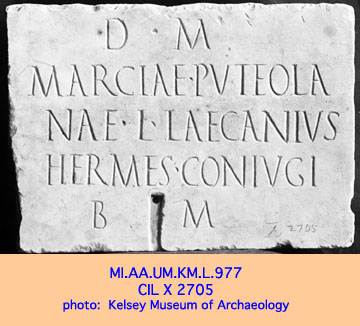 D M
MARCIAE·PVTEOLA
NAE·L·LAECANIVS
HERMES·CONIVGI
B M
2705
MI.AA.UM.KM.L.977
CIL X 2705
photo: Kelsey Museum of Archaeology